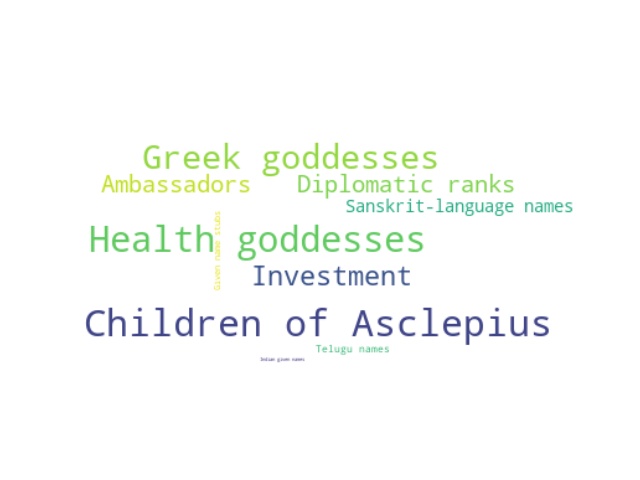 Greek goddesses
Ambassadors
Diplomatic ranks
Sanskrit-language names
Given name stubs
Health goddesses
Investment
Children of Asclepius
Telugu names
Indian given names